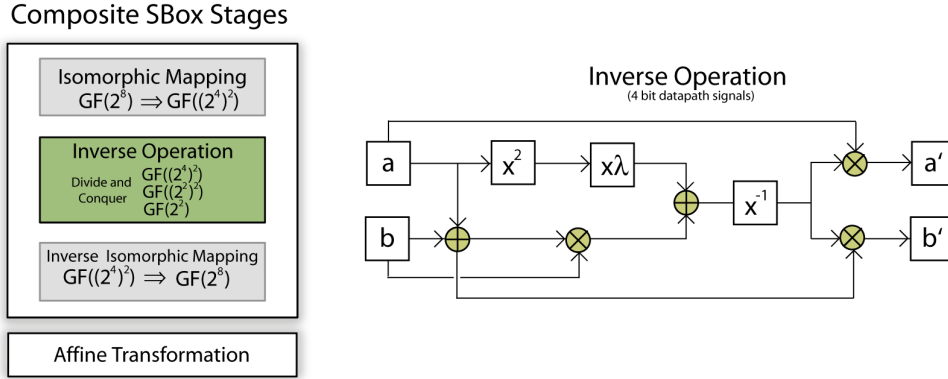 Composite SBox Stages
Isomorphic Mapping
GF(2⁸) ⇒ GF((2⁴)²)
Inverse Operation
Divide and
Conquer
GF((2⁴)²)
GF((2²)²)
GF(2²)
Inverse Isomorphic Mapping
GF((2⁴)²) ⇒ GF(2⁸)
Affine Transformation
Inverse Operation
(4 bit datapath signals)
a
x²
xλ
x⁻¹
a‘
b
b‘